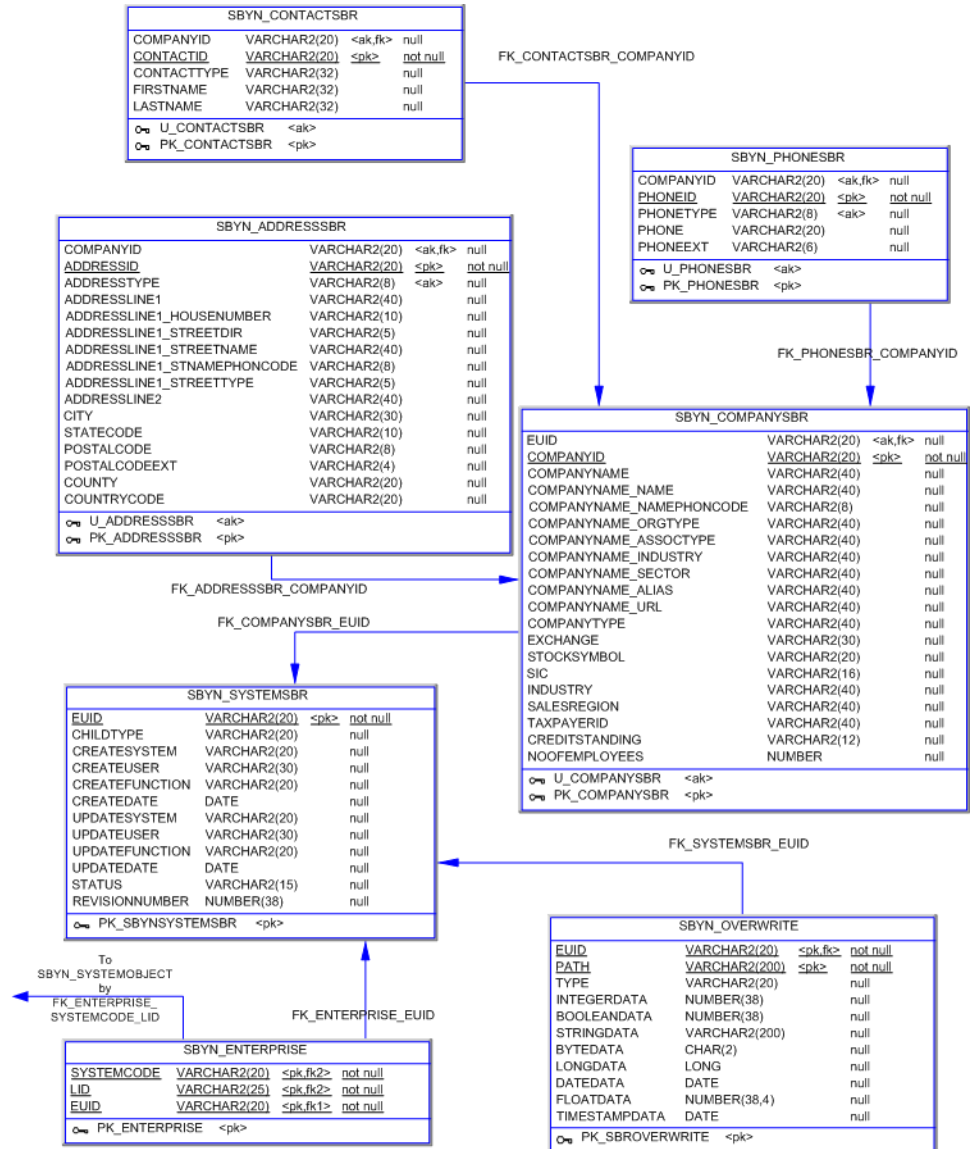 SBYN_CONTACTSBR
COMPANYID VARCHAR2(20) <ak,fk> null
CONTACTID VARCHAR2(20) <pk> not null
CONTACTTYPE VARCHAR2(32) null
FIRSTNAME VARCHAR2(32) null
LASTNAME VARCHAR2(32) null
U_CONTACTSBR <ak>
PK_CONTACTSBR <pk>
FK_CONTACTSBR_COMPANYID
SBYN_PHONESBR
COMPANYID VARCHAR2(20) <ak,fk> null
PHONEID VARCHAR2(20) <pk> not null
PHONETYPE VARCHAR2(8) <ak> null
PHONE VARCHAR2(20) null
PHONEEXT VARCHAR2(6) null
U_PHONESBR <ak>
PK_PHONESBR <pk>
FK_PHONESBR_COMPANYID
SBYN_ADDRESSSBR
COMPANYID VARCHAR2(20) <ak,fk> null
ADDRESSID VARCHAR2(20) <pk> not null
ADDRESSTYPE VARCHAR2(8) <ak> null
ADDRESSLINE1 VARCHAR2(40) null
ADDRESSLINE1_HOUSENUMBER VARCHAR2(10) null
ADDRESSLINE1_STREETDIR VARCHAR2(5) null
ADDRESSLINE1_STREETNAME VARCHAR2(40) null
ADDRESSLINE1_STNAMEPHONCODE VARCHAR2(8) null
ADDRESSLINE1_STREETTYPE VARCHAR2(5) null
ADDRESSLINE2 VARCHAR2(40) null
CITY VARCHAR2(30) null
STATECODE VARCHAR2(10) null
POSTALCODE VARCHAR2(8) null
POSTALCODEEXT VARCHAR2(4) null
COUNTY VARCHAR2(20) null
COUNTRYCODE VARCHAR2(20) null
U_ADDRESSSBR <ak>
PK_ADDRESSSBR <pk>
FK_ADDRESSSBR_COMPANYID
SBYN_COMPANYSBR
EUID VARCHAR2(20) <ak,fk> null
COMPANYID VARCHAR2(20) <pk> not null
COMPANYNAME VARCHAR2(40) null
COMPANYNAME_NAME VARCHAR2(40) null
COMPANYNAME_NAMEPHONCODE VARCHAR2(8) null
COMPANYNAME_ORGTYPE VARCHAR2(40) null
COMPANYNAME_ASSOCTYPE VARCHAR2(40) null
COMPANYNAME_INDUSTRY VARCHAR2(40) null
COMPANYNAME_SECTOR VARCHAR2(40) null
COMPANYNAME_ALIAS VARCHAR2(40) null
COMPANYNAME_URL VARCHAR2(40) null
COMPANYTYPE VARCHAR2(40) null
EXCHANGE VARCHAR2(30) null
STOCKSYMBOL VARCHAR2(20) null
SIC VARCHAR2(16) null
INDUSTRY VARCHAR2(40) null
SALESREGION VARCHAR2(40) null
TAXPAYERID VARCHAR2(40) null
CREDITSTANDING VARCHAR2(12) null
NOOFEMPLOYEES NUMBER null
U_COMPANYSBR <ak>
PK_COMPANYSBR <pk>
FK_COMPANYSBR_EUID
SBYN_SYSTEMSBR
EUID VARCHAR2(20) <pk> not null
CHILDTYPE VARCHAR2(20) null
CREATESYSTEM VARCHAR2(20) null
CREATEUSER VARCHAR2(30) null
CREATEFUNCTION VARCHAR2(20) null
CREATEDATE DATE null
UPDATESYSTEM VARCHAR2(20) null
UPDATEUSER VARCHAR2(30) null
UPDATEFUNCTION VARCHAR2(20) null
UPDATEDATE DATE null
STATUS VARCHAR2(15) null
REVISIONNUMBER NUMBER(38) null
PK_SBYNSYSTEMSBR <pk>
FK_SYSTEMSBR_EUID
SBYN_OVERWRITE
EUID VARCHAR2(20) <pk,fk> not null
PATH VARCHAR2(200) <pk> not null
TYPE VARCHAR2(20) null
INTEGERDATA NUMBER(38) null
BOOLEANDATA NUMBER(38) null
STRINGDATA VARCHAR2(200) null
BYTEDATA CHAR(2) null
LONGDATA LONG null
DATEDATA DATE null
FLOATDATA NUMBER(38,4) null
TIMESTAMPDATA DATE null
PK_SBROVERWRITE <pk>
To
SBYN_SYSTEMOBJECT
by
FK_ENTERPRISE_
SYSTEMCODE_LID
FK_ENTERPRISE_EUID
SBYN_ENTERPRISE
SYSTEMCODE VARCHAR2(20) <pk,fk2> not null
LID VARCHAR2(25) <pk,fk2> not null
EUID VARCHAR2(20) <pk,fk1> not null
PK_ENTERPRISE <pk>